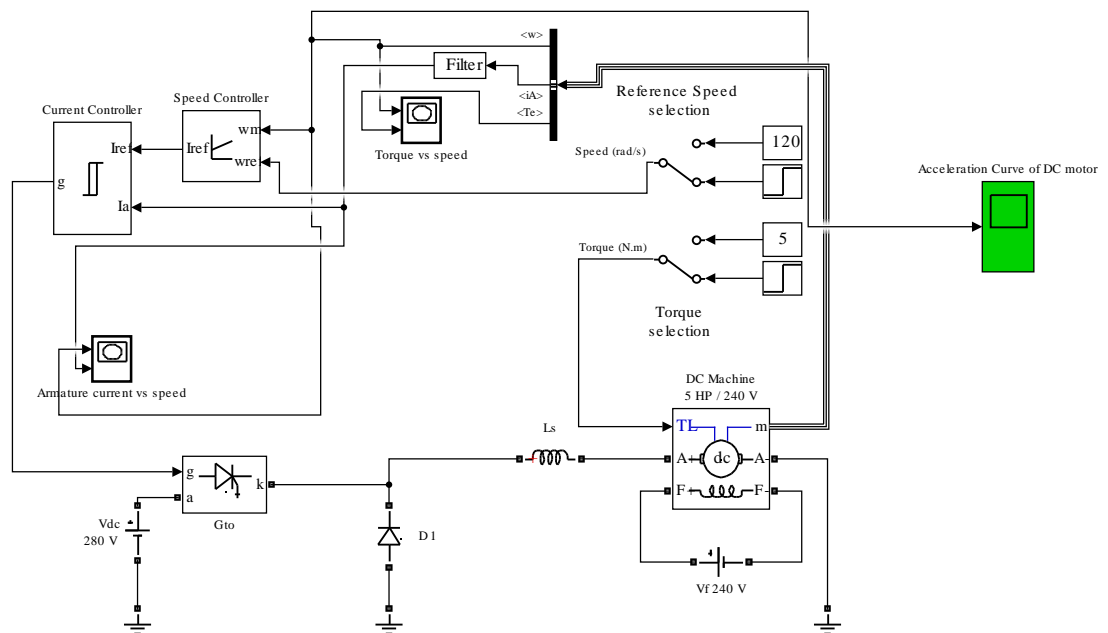 <w>
Filter
<iA>
<Te>
Reference Speed
selection
Current Controller
Speed Controller
Iref
g
Ia
Iref
wm
wre
Torque vs speed
Speed (rad/s)
120
Acceleration Curve of DC motor
Torque (N.m)
5
Torque
selection
Armature current vs speed
DC Machine
5 HP / 240 V
TL
m
A+
dc
A-
F+
F-
Ls
g
a
k
Gto
Vdc
280 V
D1
Vf 240 V